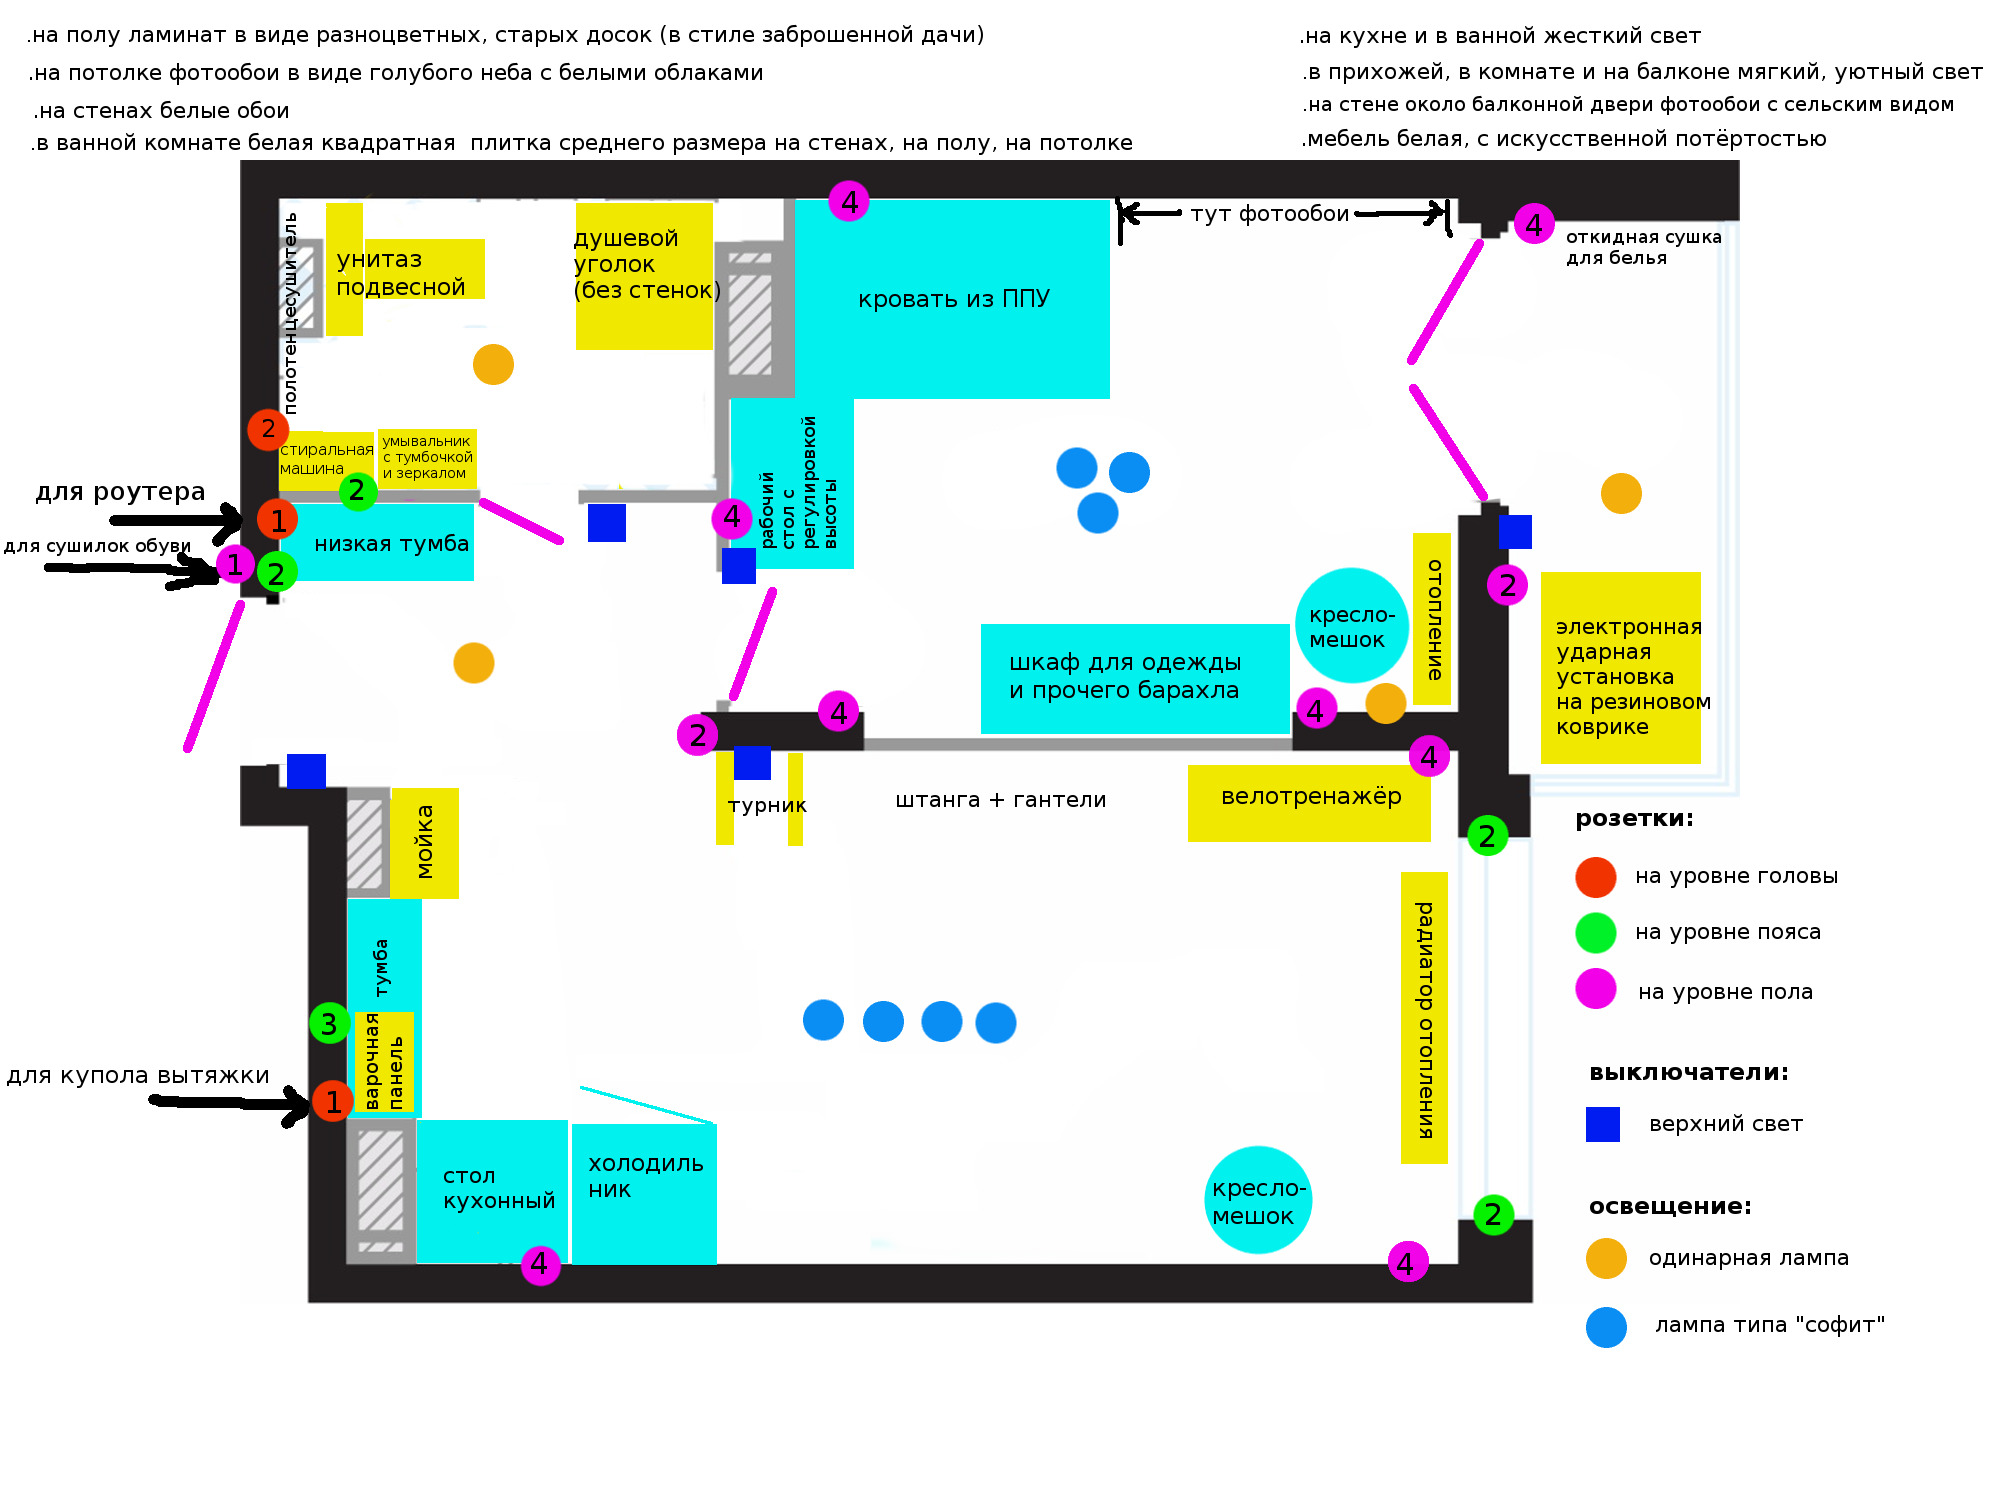 .на полу ламинат в виде разноцветных, старых досок (в стиле заброшенной дачи)
.на потолке фотообои в виде голубого неба с белыми облаками
.на стенах белые обои
.в ванной комнате белая квадратная  плитка среднего размера на стенах, на полу, на потолке
.на кухне и в ванной жесткий свет
.в прихожей, в комнате и на балконе мягкий, уютный свет
.на стене около балконной двери фотообои с сельским видом
.мебель белая, с искусственной потёртостью
полотенцесушитель
унитаз
подвесной
душевой
уголок
(без стенок)
4
кровать из ППУ
тут фотообои
4
откидная сушка
для белья
2
стиральная
машина
умывальник
с тумбочкой
и зеркалом
2
для роутера
1
для сушилок обуви
1
2
низкая тумба
4
рабочий
стол с
регулировкой
высоты
отопление
кресло-
мешок
2
электронная
ударная
установка
на резиновом
коврике
шкаф для одежды
и прочего барахла
2
4
4
4
турник
штанга + гантели
велотренажёр
мойка
2
тумба
радиатор отопления
3
варочная
панель
для купола вытяжки
1
стол
кухонный
холодиль
ник
кресло-
мешок
2
4
4
розетки:
на уровне головы
на уровне пояса
на уровне пола
выключатели:
верхний свет
освещение:
одинарная лампа
лампа типа "софит"